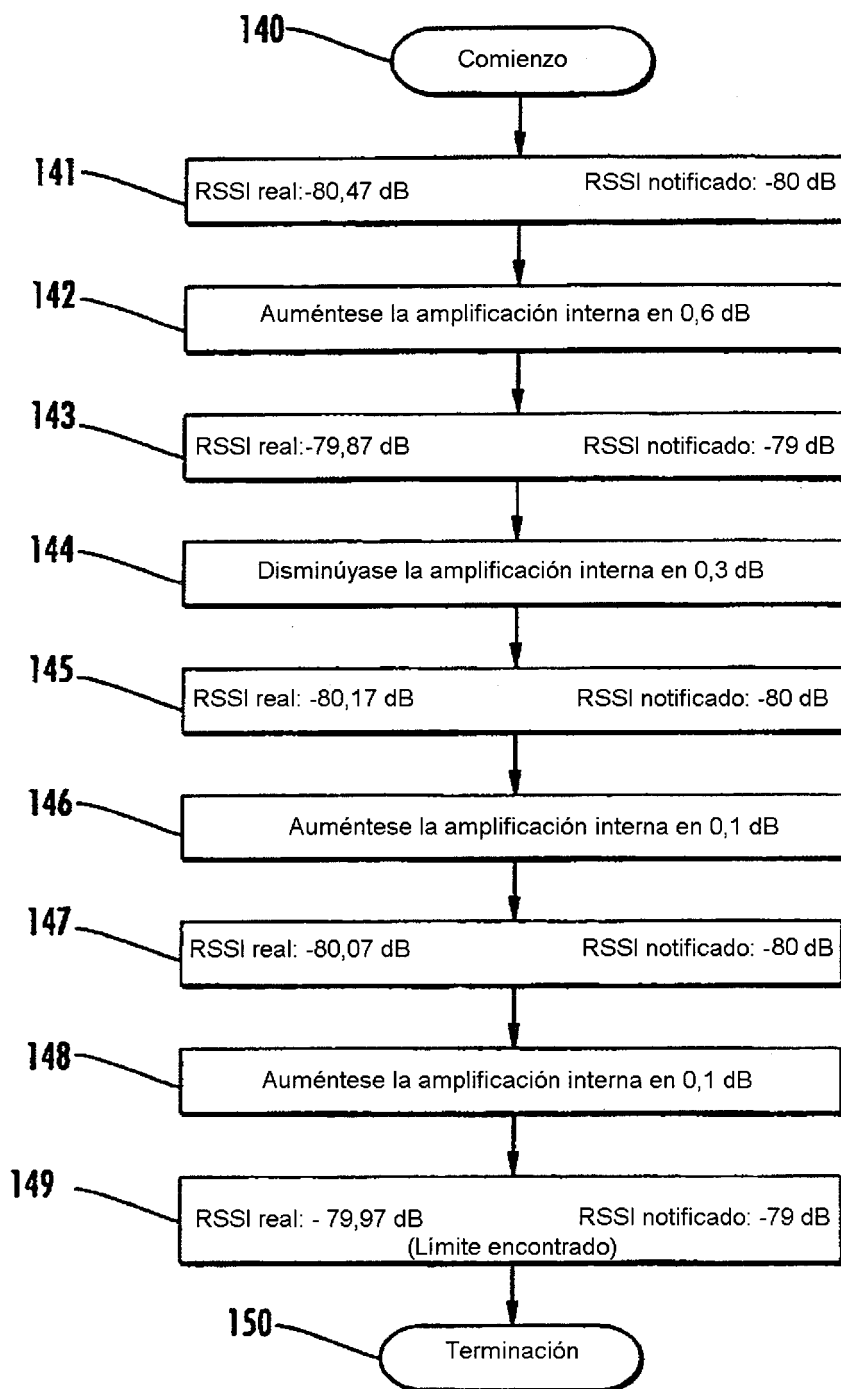 140
Comienzo
141
RSSI real:-80,47 dB RSSI notificado: -80 dB
142
Auméntese la amplificación interna en 0,6 dB
143
RSSI real:-79,87 dB RSSI notificado: -79 dB
144
Disminúyase la amplificación interna en 0,3 dB
145
RSSI real: -80,17 dB RSSI notificado: -80 dB
146
Auméntese la amplificación interna en 0,1 dB
147
RSSI real: -80,07 dB RSSI notificado: -80 dB
148
Auméntese la amplificación interna en 0,1 dB
149
RSSI real: - 79,97 dB RSSI notificado: -79 dB
(Límite encontrado)
150
Terminación